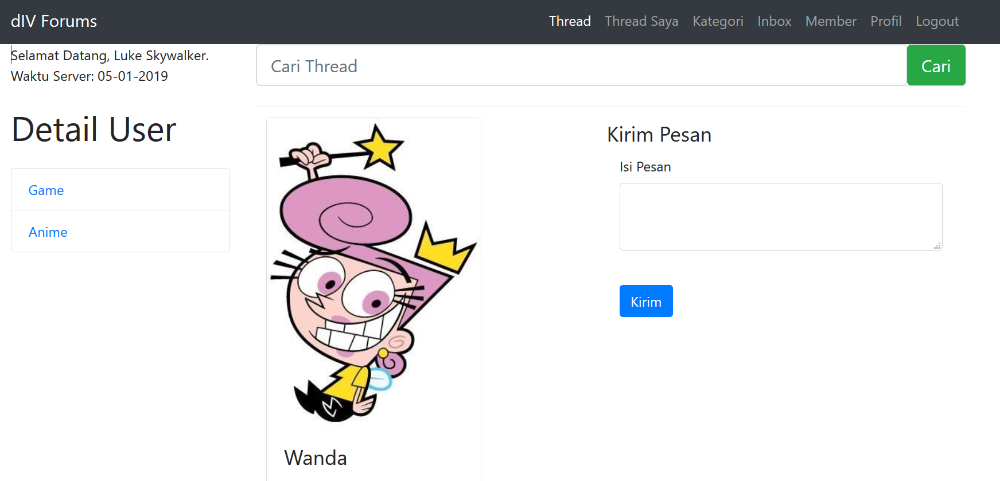 dIV Forums
Thread Thread Saya Kategori Inbox Member Profil Logout
Selamat Datang, Luke Skywalker.
Waktu Server: 05-01-2019
Cari Thread
Cari
Detail User
Game
Anime
Wanda
Kirim Pesan
Isi Pesan
Kirim